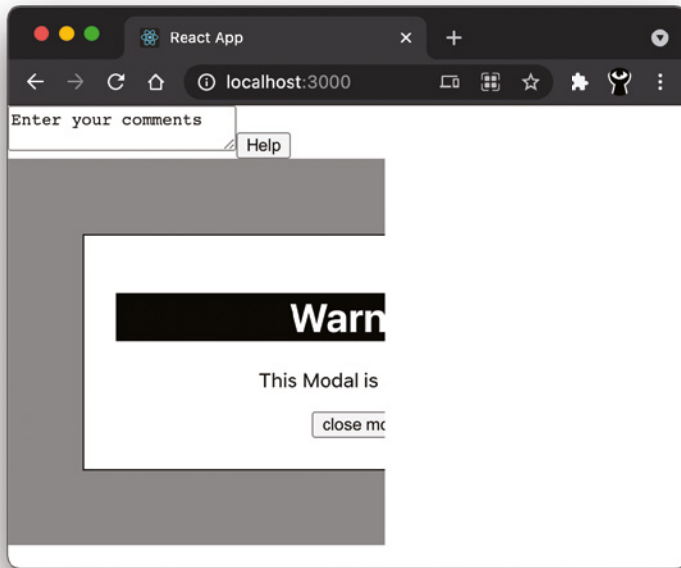 React App
localhost:3000
Enter your comments
Help
Warn
This Modal is
close mo